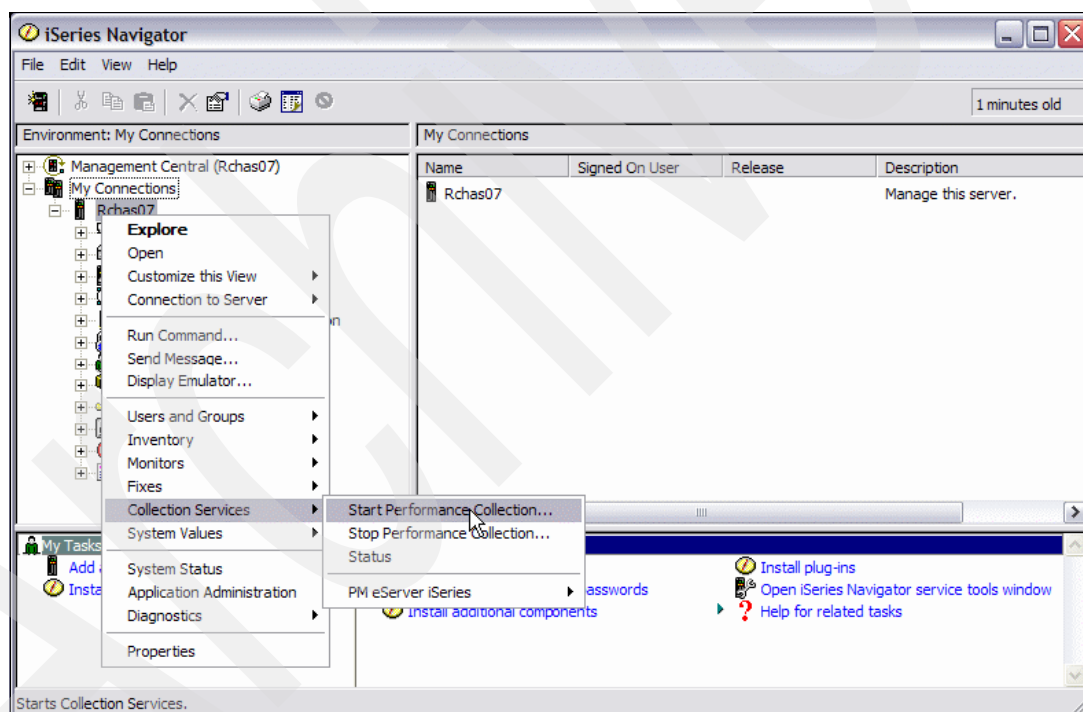 iSeries Navigator
File Edit View Help
1 minutes old
Environment: My Connections
My Connections
Management Central (Rchas07)
My Connections
Rchas07
Name Signed On User Release Description
Rchas07 Manage this server.
Explore
Open
Customize this View
Connection to Server
Run Command...
Send Message...
Display Emulator...
Users and Groups
Inventory
Monitors
Fixes
Collection Services
System Values
System Status
Application Administration
Diagnostics
Properties
Start Performance Collection...
Stop Performance Collection...
Status
PM eServer iSeries
My Tasks
Add
Install additional components
Install plug-ins
Open iSeries Navigator service tools window
Help for related tasks
Starts Collection Services.